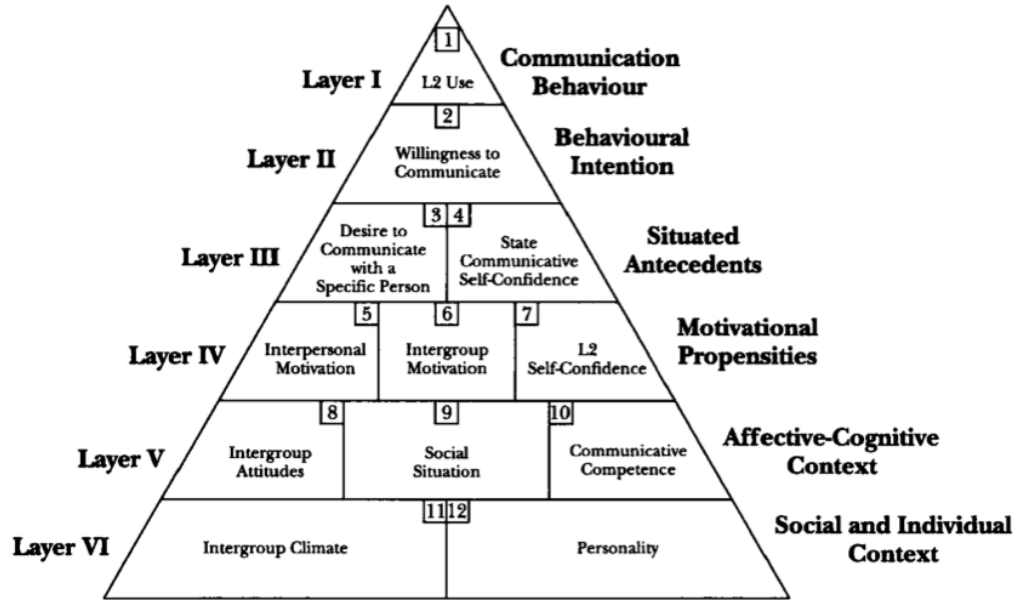 1
Layer I
L2 Use
Communication
Behaviour
2
Layer II
Willingness to
Communicate
Behavioural
Intention
3 4
Layer III
Desire to
Communicate
with a
Specific Person
State
Communicative
Self-Confidence
Situated
Antecedents
5 6 7
Layer IV
Interpersonal
Motivation
Intergroup
Motivation
L2
Self-Confidence
Motivational
Propensities
8 9 10
Layer V
Intergroup
Attitudes
Social
Situation
Communicative
Competence
Affective-Cognitive
Context
11 12
Layer VI
Intergroup Climate
Personality
Social and Individual
Context